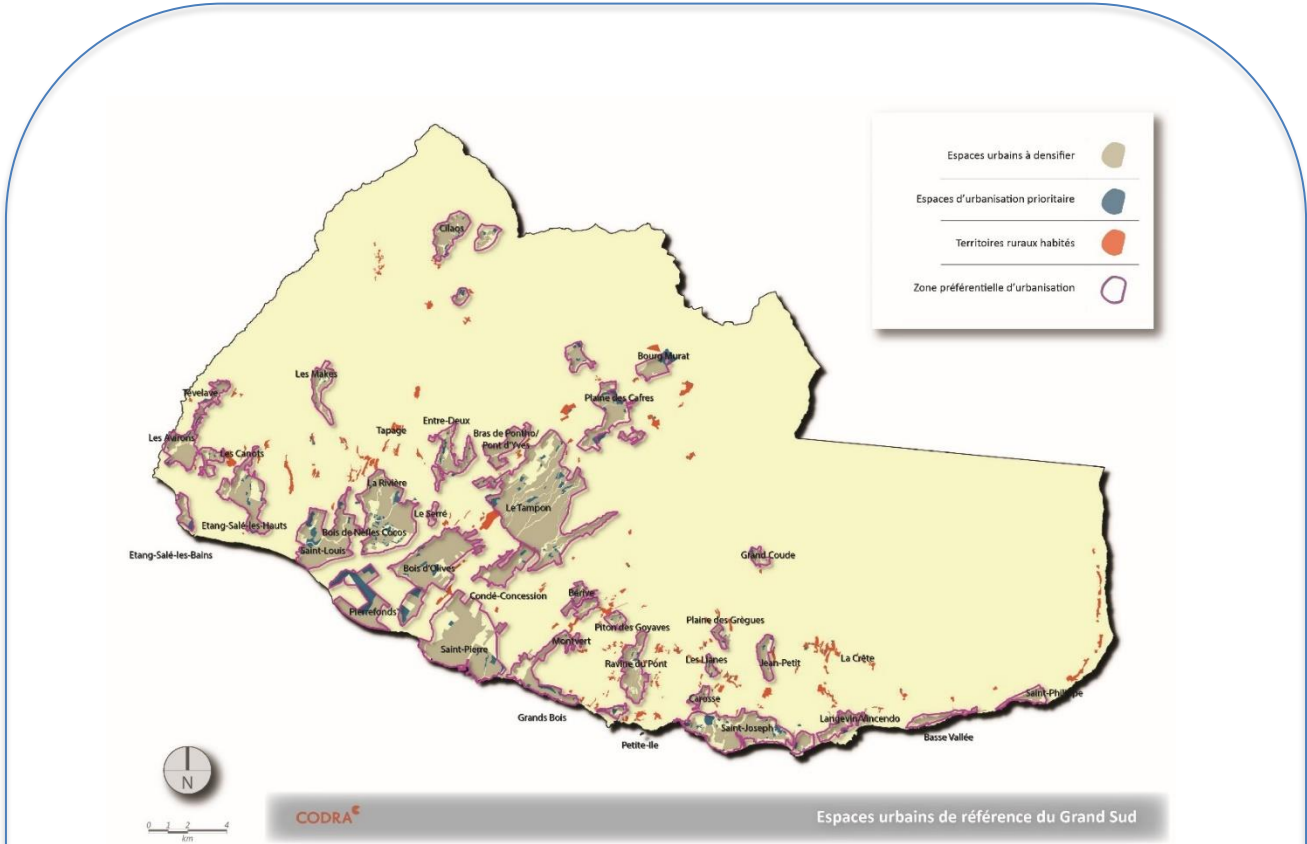 Espaces urbains à densifier
Espaces d'urbanisation prioritaire
Territoires ruraux habités
Zone préférentielle d'urbanisation
Cilaos
Bourg Murat
Les Makes
Plaine des Cafres
Tévelave
Entre-Deux
Tapage
Bras de Pontho/
Pont d'Yves
Les Avirons
Les Canots
La Rivière
Le Tampon
Le Serré
Etang-Salé-les-Hauts
Bois de Nèfles Cocos
Saint-Louis
Etang-Salé-les-Bains
Grand Coude
Bois d'Olives
Condé-Concession
Bérive
Pierrefonds
Piton des Goyaves
Plaine des Grègues
Montvert
Saint-Pierre
Ravine du Pont
Les Lianes
Jean-Petit
La Crête
Carosse
Saint-Philippe
Grands Bois
Langevin/Vincendo
Saint-Joseph
Basse Vallée
Petite-Ile
N
0 1 2 4
km
CODRA
Espaces urbains de référence du Grand Sud